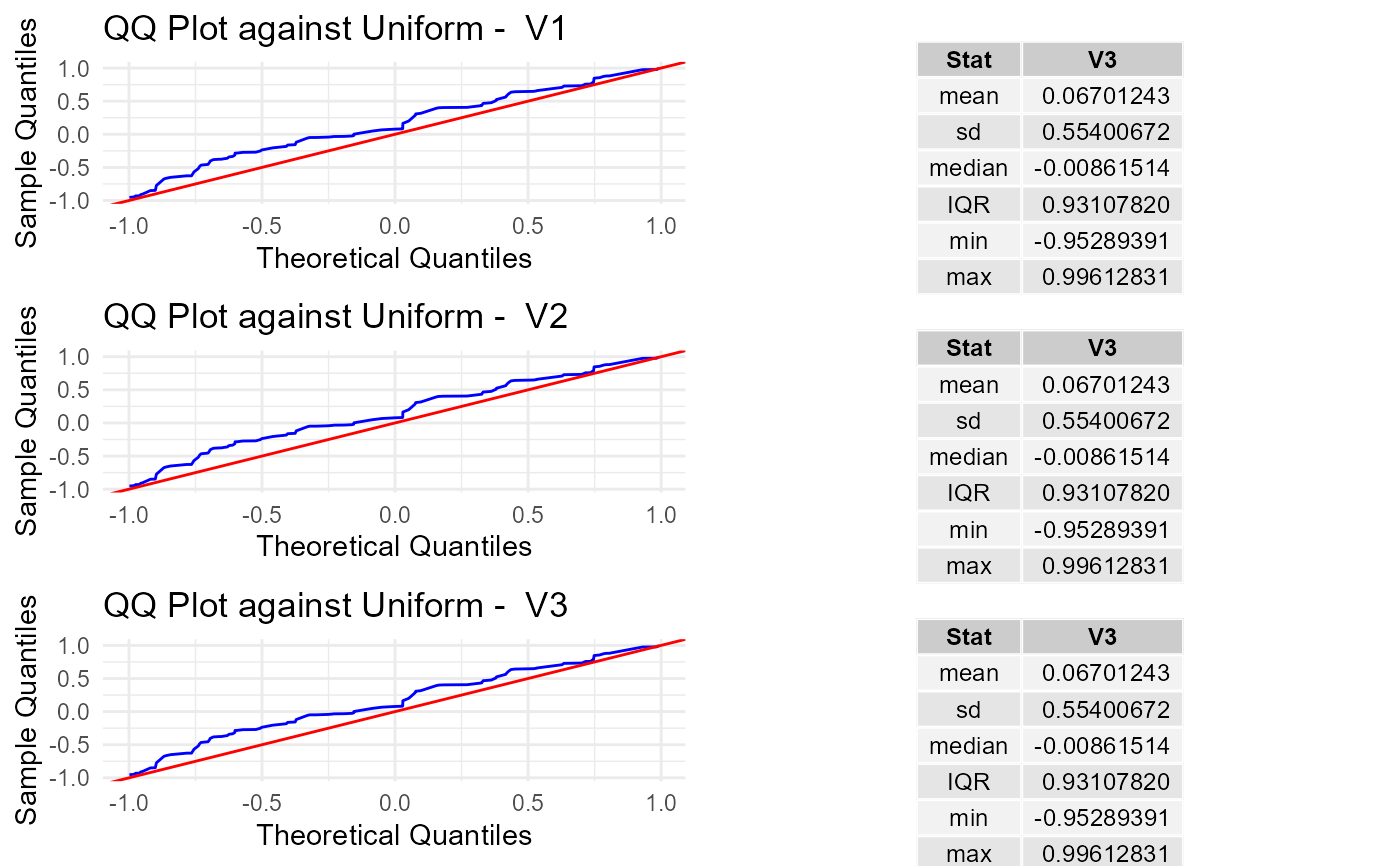 QQ Plot against Uniform -  V1
Sample Quantiles
1.0
0.5
0.0
-0.5
-1.0
-1.0 -0.5 0.0 0.5 1.0
Theoretical Quantiles
Stat V3
mean 0.06701243
sd 0.55400672
median -0.00861514
IQR 0.93107820
min -0.95289391
max 0.99612831
QQ Plot against Uniform -  V2
Sample Quantiles
1.0
0.5
0.0
-0.5
-1.0
-1.0 -0.5 0.0 0.5 1.0
Theoretical Quantiles
Stat V3
mean 0.06701243
sd 0.55400672
median -0.00861514
IQR 0.93107820
min -0.95289391
max 0.99612831
QQ Plot against Uniform -  V3
Sample Quantiles
1.0
0.5
0.0
-0.5
-1.0
-1.0 -0.5 0.0 0.5 1.0
Theoretical Quantiles
Stat V3
mean 0.06701243
sd 0.55400672
median -0.00861514
IQR 0.93107820
min -0.95289391
max 0.99612831